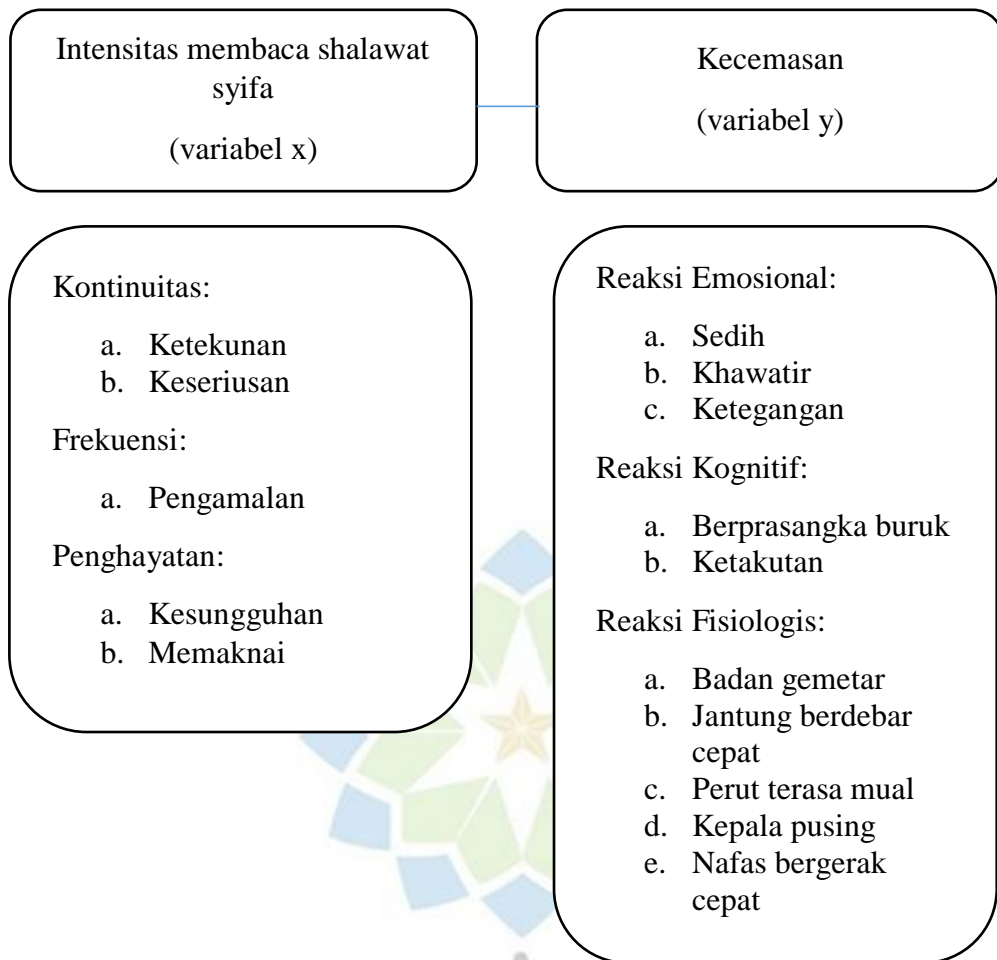 Intensitas membaca shalawat
syifa
(variabel x)
Kecemasan
(variabel y)
Kontinuitas:
a. Ketekunan
b. Keseriusan
Frekuensi:
a. Pengamalan
Penghayatan:
a. Kesungguhan
b. Memaknai
Reaksi Emosional:
a. Sedih
b. Khawatir
c. Ketegangan
Reaksi Kognitif:
a. Berprasangka buruk
b. Ketakutan
Reaksi Fisiologis:
a. Badan gemetar
b. Jantung berdebar
cepat
c. Perut terasa mual
d. Kepala pusing
e. Nafas bergerak
cepat